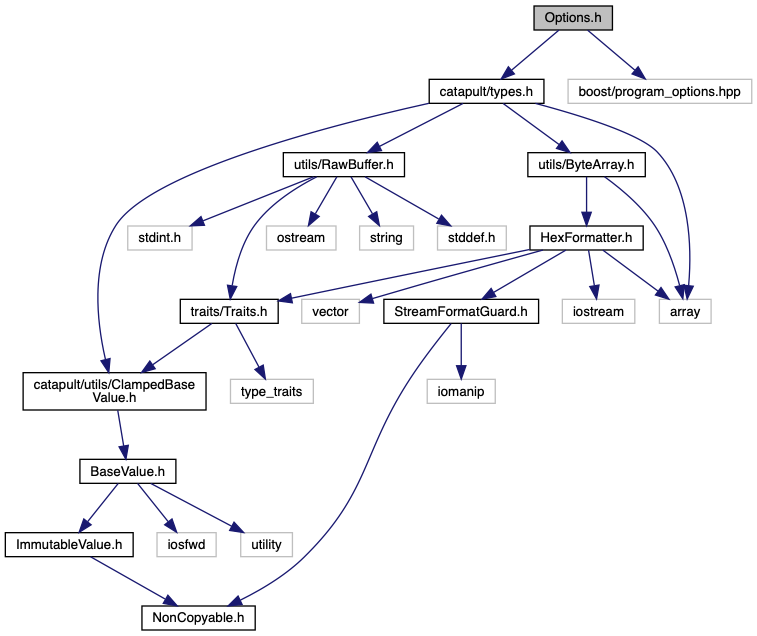 Options.h
catapult/types.h
boost/program_options.hpp
utils/RawBuffer.h
utils/ByteArray.h
stdint.h
ostream
string
stddef.h
HexFormatter.h
traits/Traits.h
vector
StreamFormatGuard.h
iostream
array
catapult/utils/ClampedBase
Value.h
type_traits
iomanip
BaseValue.h
ImmutableValue.h
iosfwd
utility
NonCopyable.h